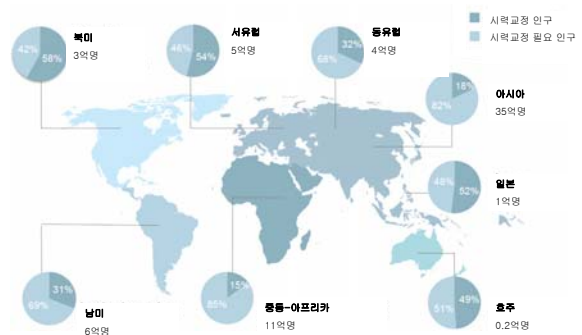 시력교정 인구
시력교정 필요 인구
북미
3억명
42%
58%
서유럽
5억명
46%
54%
동유럽
4억명
32%
68%
아시아
35억명
18%
82%
일본
1억명
48%
52%
남미
6억명
31%
69%
중동-아프리카
11억명
15%
85%
호주
0.2억명
51%
49%